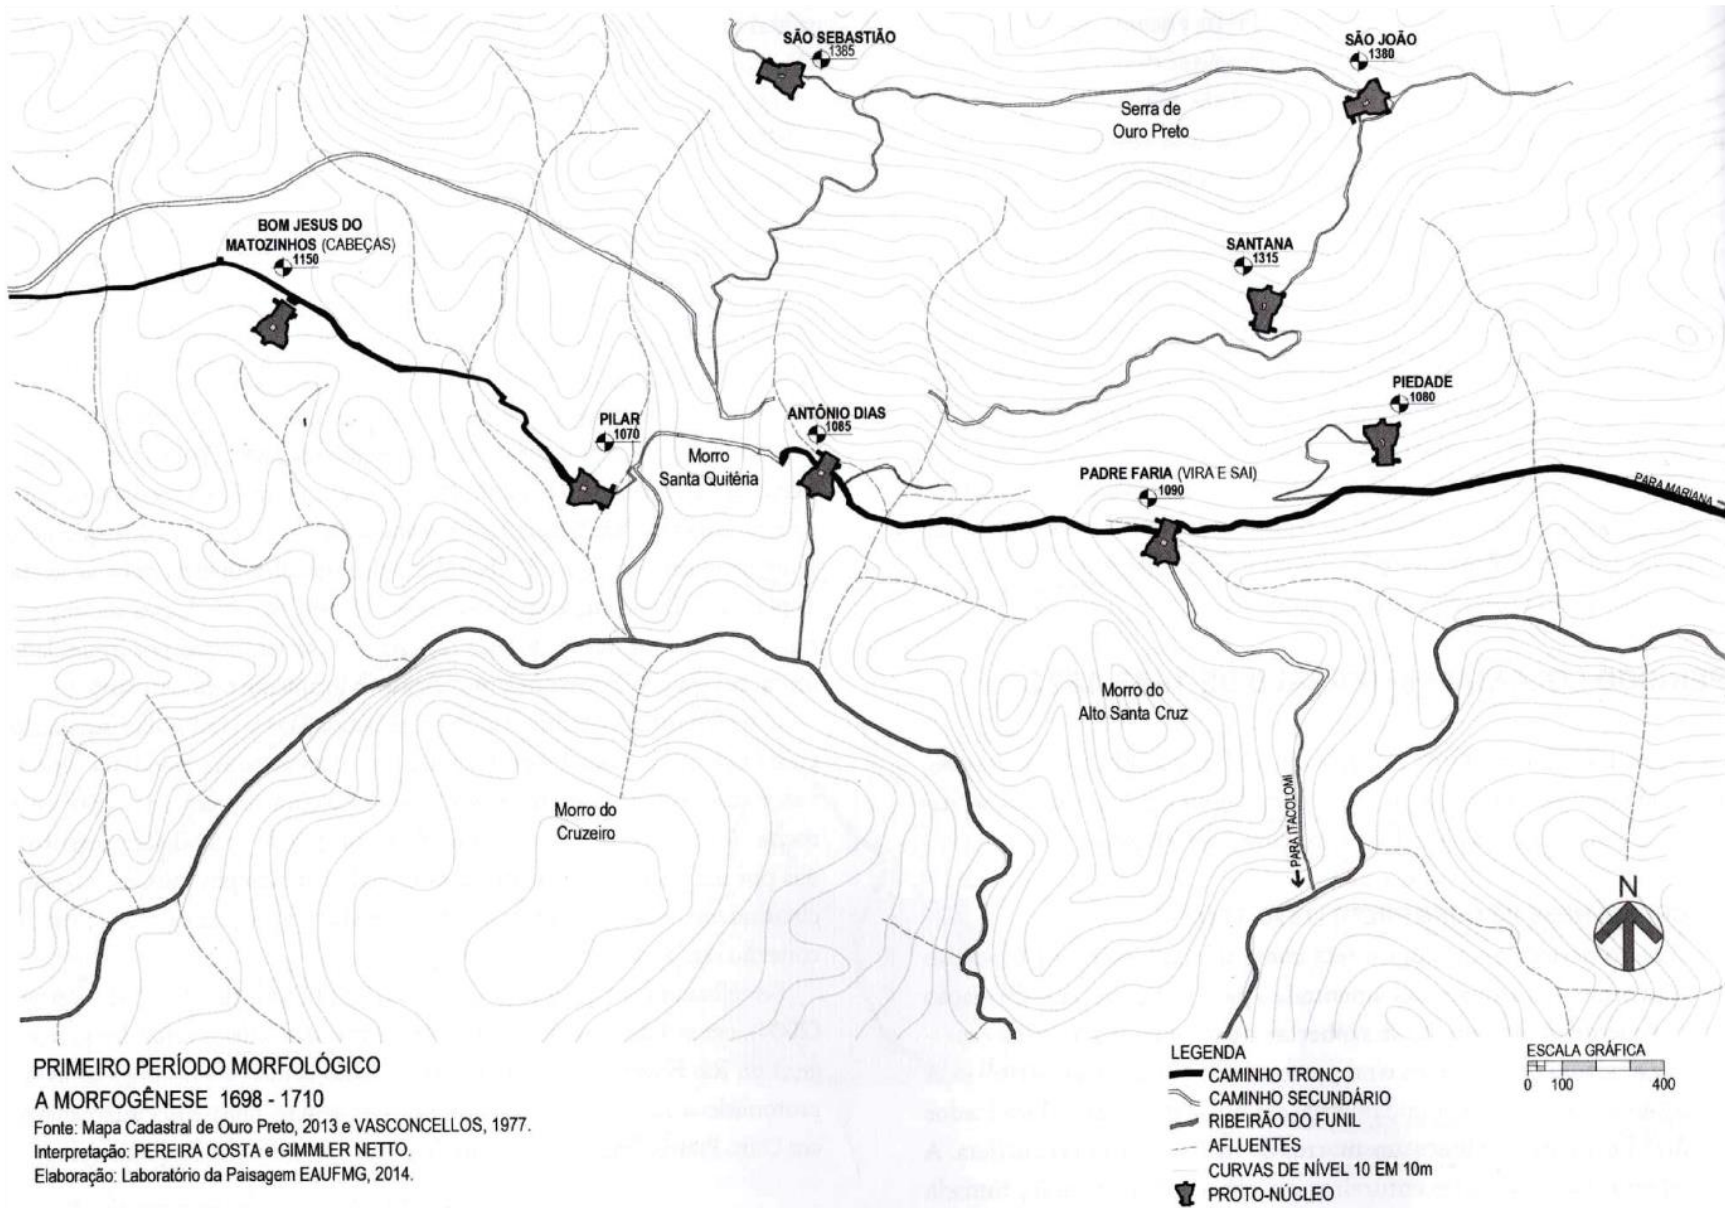 SÃO SEBASTIÃO
1385
SÃO JOÃO
1380
Serra de
Ouro Preto
BOM JESUS DO
MATOZINHOS (CABEÇAS)
1150
SANTANA
1315
PIEDADE
1080
PILAR
1070
ANTÔNIO DIAS
1085
Morro
Santa Quitéria
PADRE FARIA (VIRA E SAI)
1090
PARA MARIANA
Morro do
Alto Santa Cruz
PARA ITACOLOMI
Morro do
Cruzeiro
N
PRIMEIRO PERÍODO MORFOLÓGICO
A MORFOGÊNESE 1698 - 1710
Fonte: Mapa Cadastral de Ouro Preto, 2013 e VASCONCELLOS, 1977.
Interpretação: PEREIRA COSTA e GIMMLER NETTO.
Elaboração: Laboratório da Paisagem EAUFMG, 2014.
LEGENDA
CAMINHO TRONCO
CAMINHO SECUNDÁRIO
RIBEIRÃO DO FUNIL
AFLUENTES
CURVAS DE NÍVEL 10 EM 10m
PROTO-NÚCLEO
ESCALA GRÁFICA
0 100 400